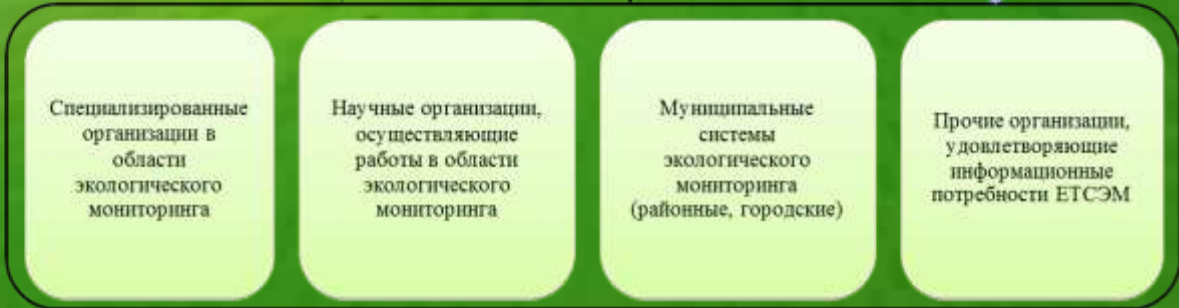 Специализированные
организации в
области
экологического
мониторинга
Научные организации,
осуществляющие
работы в области
экологического
мониторинга
Муниципальные
системы
экологического
мониторинга
(районные, городские)
Прочие организации,
удовлетворяющие
информационные
потребности ЕТСЭМ